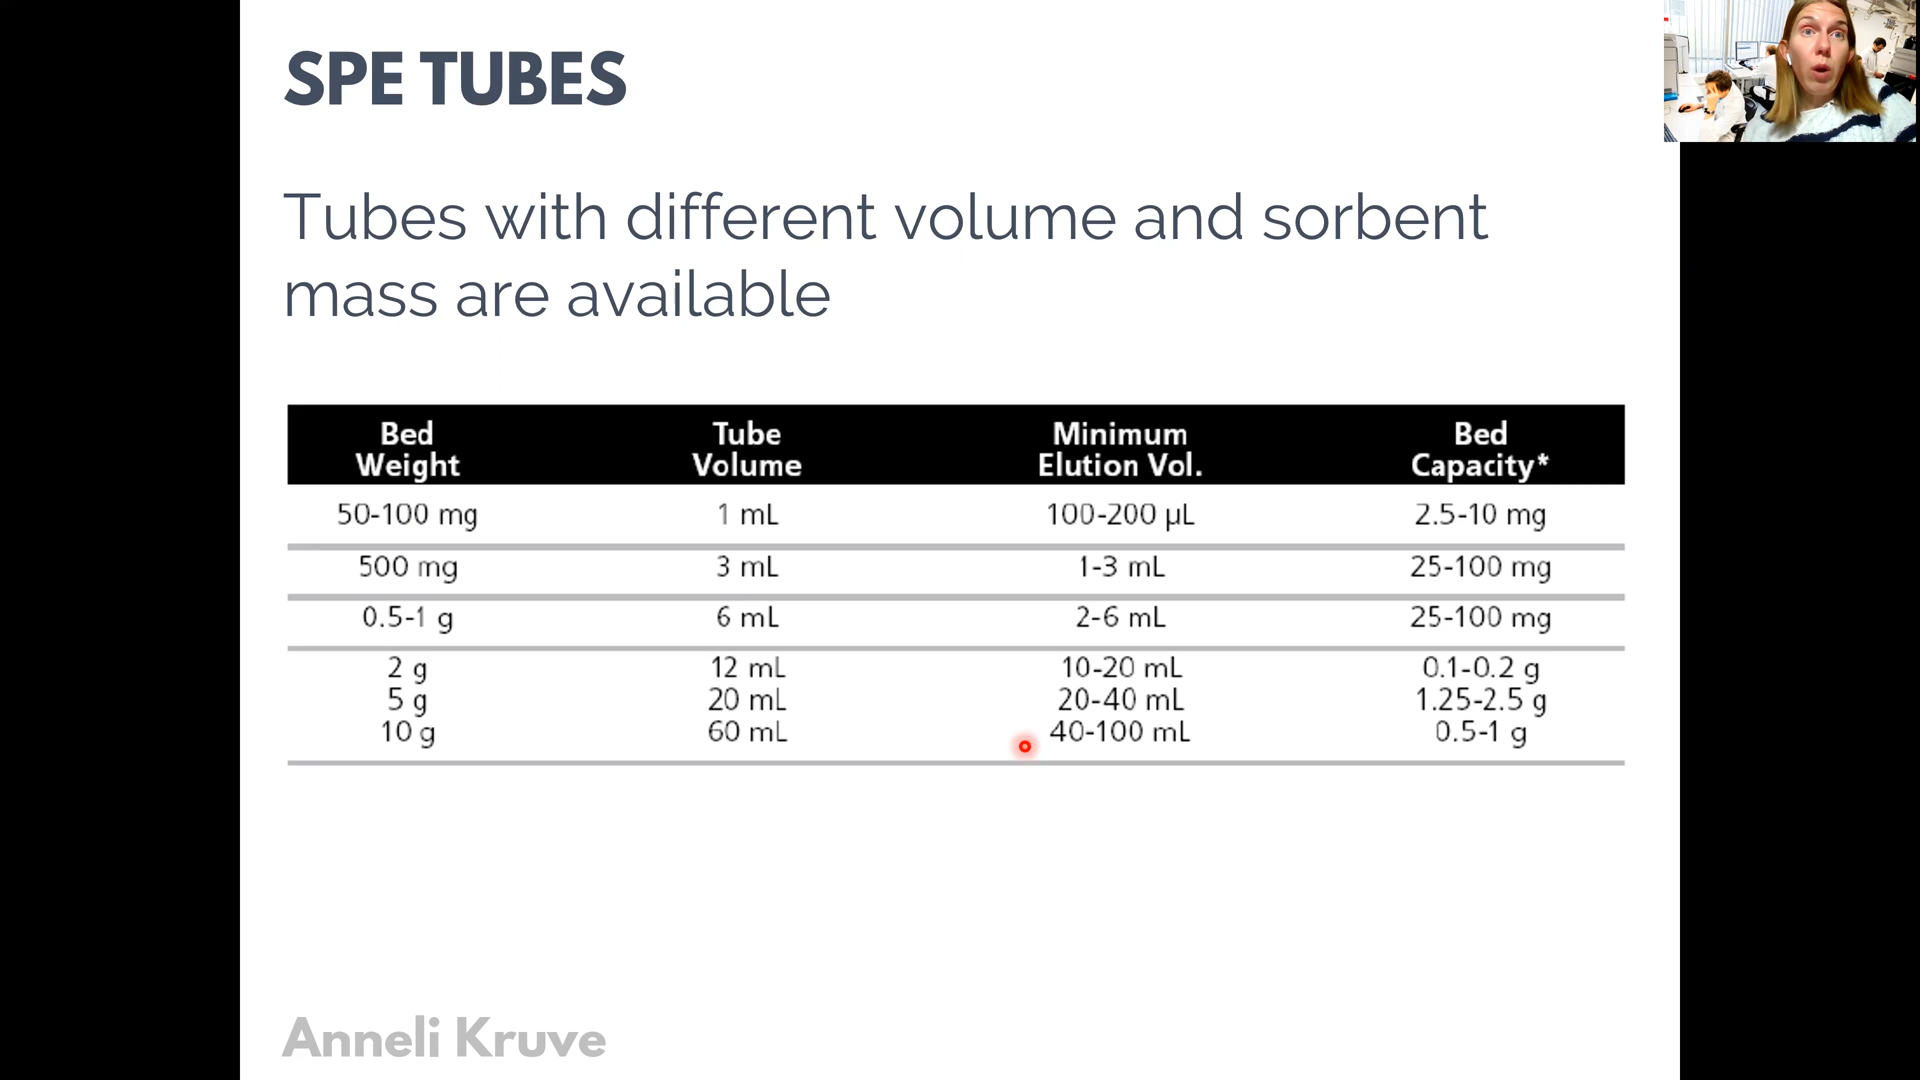 SPE TUBES
Tubes with different volume and sorbent
mass are available
Bed Weight Tube Volume Minimum Elution Vol. Bed Capacity*
50-100 mg 1 mL 100-200 µL 2.5-10 mg
500 mg 3 mL 1-3 mL 25-100 mg
0.5-1 g 6 mL 2-6 mL 25-100 mg
2 g 12 mL 10-20 mL 0.1-0.2 g
5 g 20 mL 20-40 mL 1.25-2.5 g
10 g 60 mL 40-100 mL 0.5-1 g
Anneli Kruve